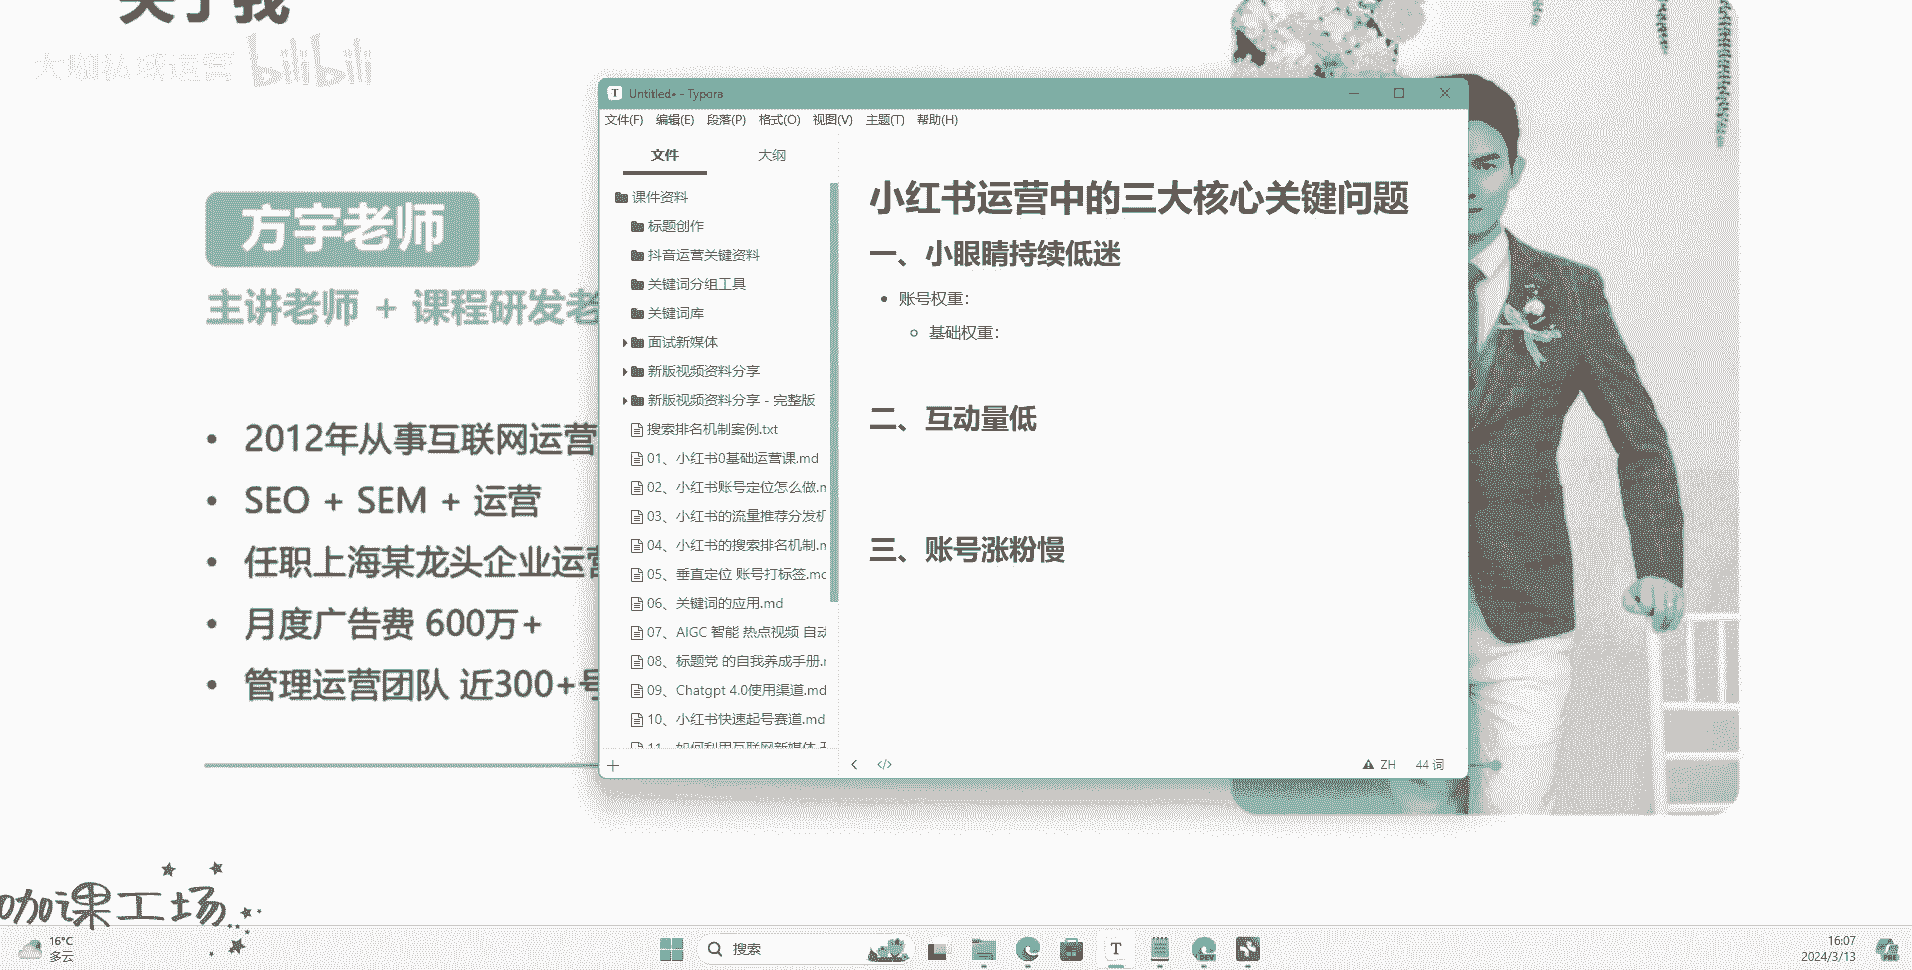 关于我
大咖私域运营 bilibili
方宇老师
主讲老师 + 课程研发老
2012年从事互联网运营
SEO + SEM + 运营
任职上海某龙头企业运营
月度广告费 600万+
管理运营团队 近300+号
Untitled• - Typora
文件(F) 编辑(E) 段落(P) 格式(O) 视图(V) 主题(T) 帮助(H)
文件 大纲
课件资料
标题创作
抖音运营关键资料
关键词分组工具
关键词库
面试新媒体
新版视频资料分享
新版视频资料分享 - 完整版
搜索排名机制案例.txt
01、小红书0基础运营课.md
02、小红书账号定位怎么做.m
03、小红书的流量推荐分发机
04、小红书的搜索排名机制.m
05、垂直定位 账号打标签.md
06、关键词的应用.md
07、AIGC 智能 热点视频 自动
08、标题党 的自我养成手册.m
09、Chatgpt 4.0使用渠道.md
10、小红书快速起号赛道.md
11、如何利用互联网新媒体
小红书运营中的三大核心关键问题
一、小眼睛持续低迷
账号权重：
基础权重：
二、互动量低
三、账号涨粉慢
ZH 44 词
咖课工场
16°C
多云
搜索
T
DEV
16:07
2024/3/13
PRE